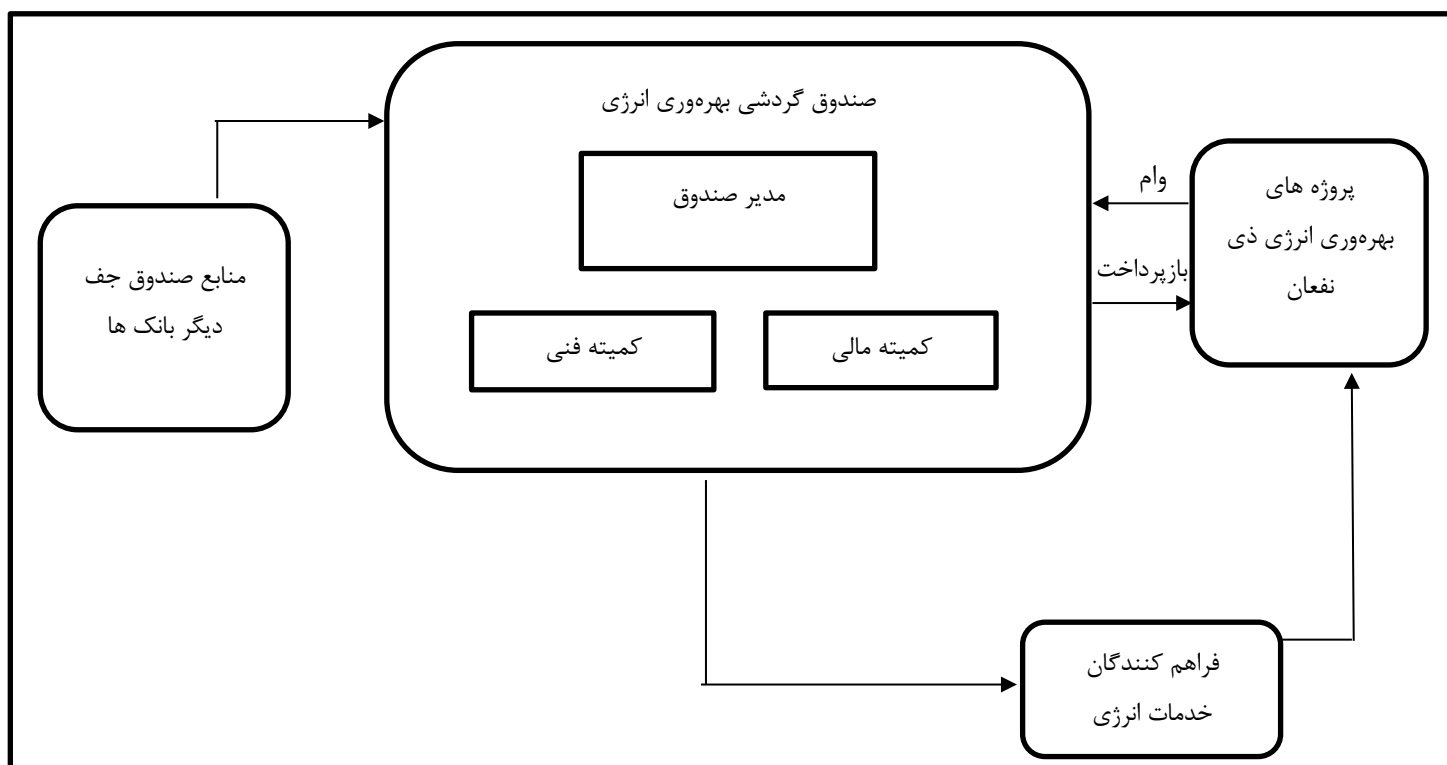 صندوق گردشی بهره‌وری انرژی
مدیر صندوق
کمیته مالی
کمیته فنی
پروژه های
بهره‌وری انرژی ذی
نفعان
وام
بازپرداخت
منابع صندوق جف
دیگر بانک ها
فراهم کنندگان
خدمات انرژی